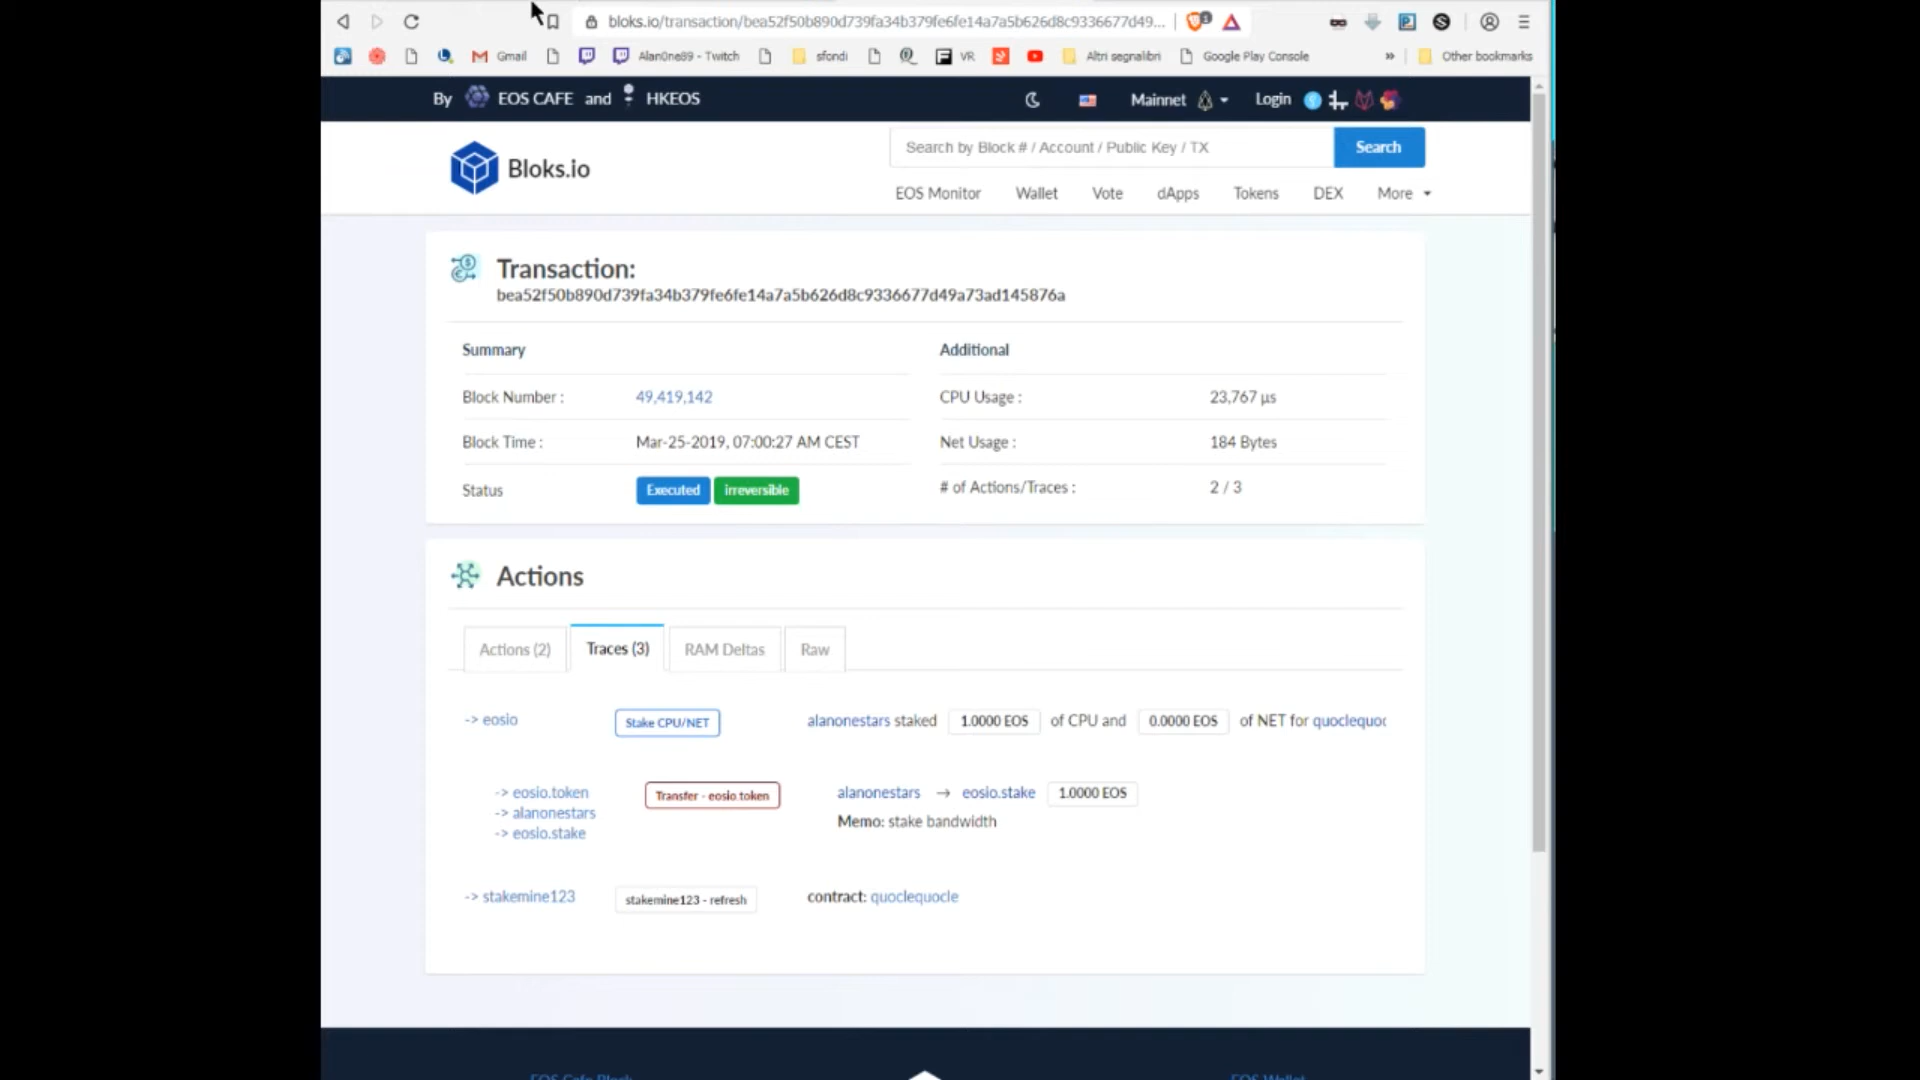 bloks.io/transaction/bea52f50b890d739fa34b379fe6fe14a7a5b626d8c9336677d49...
Gmail AlanOne89 - Twitch sfondi VR Altri segnalibri Google Play Console » Other bookmarks
By EOS CAFE and HKEOS Mainnet Login
Bloks.io
Search by Block # / Account / Public Key / TX Search
EOS Monitor Wallet Vote dApps Tokens DEX More
Transaction:
bea52f50b890d739fa34b379fe6fe14a7a5b626d8c9336677d49a73ad145876a
Summary Additional
Block Number : 49,419,142 CPU Usage : 23,767 µs
Block Time : Mar-25-2019, 07:00:27 AM CEST Net Usage : 184 Bytes
Status Executed irreversible # of Actions/Traces : 2 / 3
Actions
Actions (2) Traces (3) RAM Deltas Raw
-> eosio Stake CPU/NET alanonestars staked 1.0000 EOS of CPU and 0.0000 EOS of NET for quoclequoc
-> eosio.token Transfer - eosio.token alanonestars → eosio.stake 1.0000 EOS
-> alanonestars Memo: stake bandwidth
-> eosio.stake
-> stakemine123 stakemine123 - refresh contract: quoclequocle